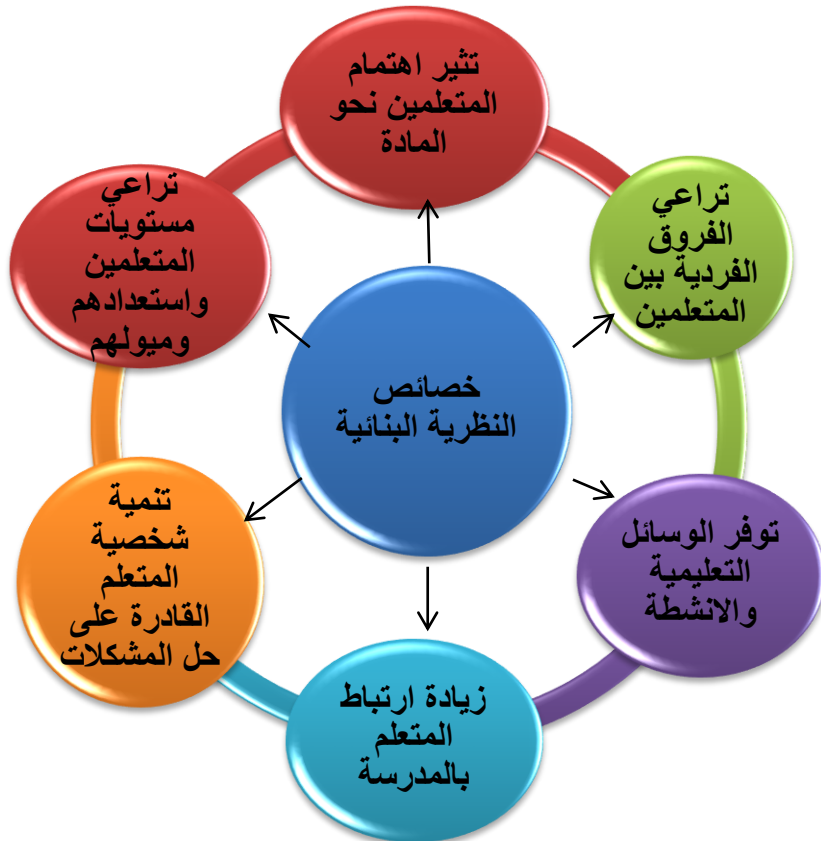 تثير اهتمام
المتعلمين نحو
المادة
تراعي
الفروق
الفردية بين
المتعلمين
توفر الوسائل
التعليمية
والانشطة
زيادة ارتباط
المتعلم
بالمدرسة
تنمية
شخصية
المتعلم
القادرة على
حل المشكلات
تراعي
مستويات
المتعلمين
واستعدادهم
وميولهم
خصائص
النظرية البنائية